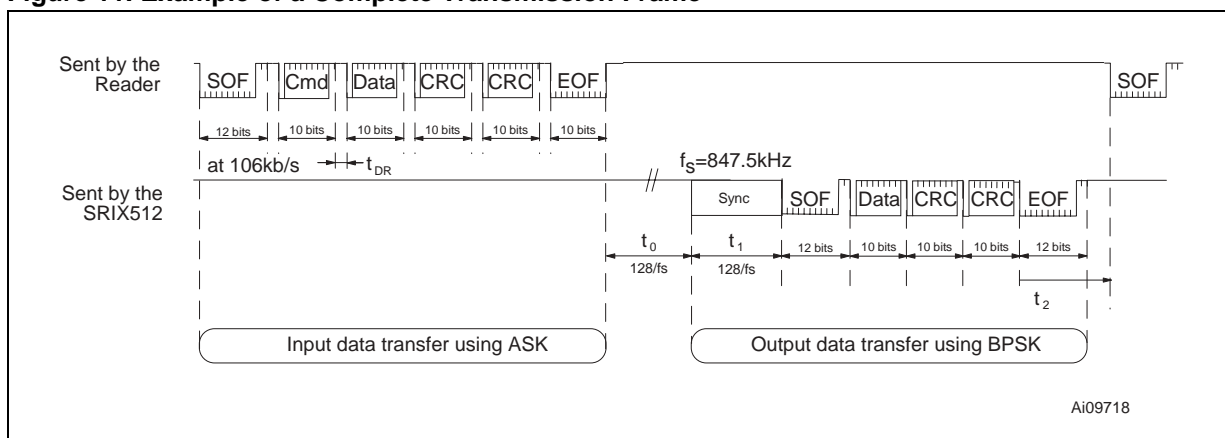 Figure 11. Example of a Complete Transmission Frame
Sent by the
Reader
SOF Cmd Data CRC CRC EOF SOF
12 bits 10 bits 10 bits 10 bits 10 bits 10 bits
at 106kb/s tDR fs=847.5kHz
Sent by the
SRIX512
Sync SOF Data CRC CRC EOF
t0 t1 12 bits 10 bits 10 bits 10 bits 12 bits
128/fs 128/fs
t2
Input data transfer using ASK Output data transfer using BPSK
Ai09718